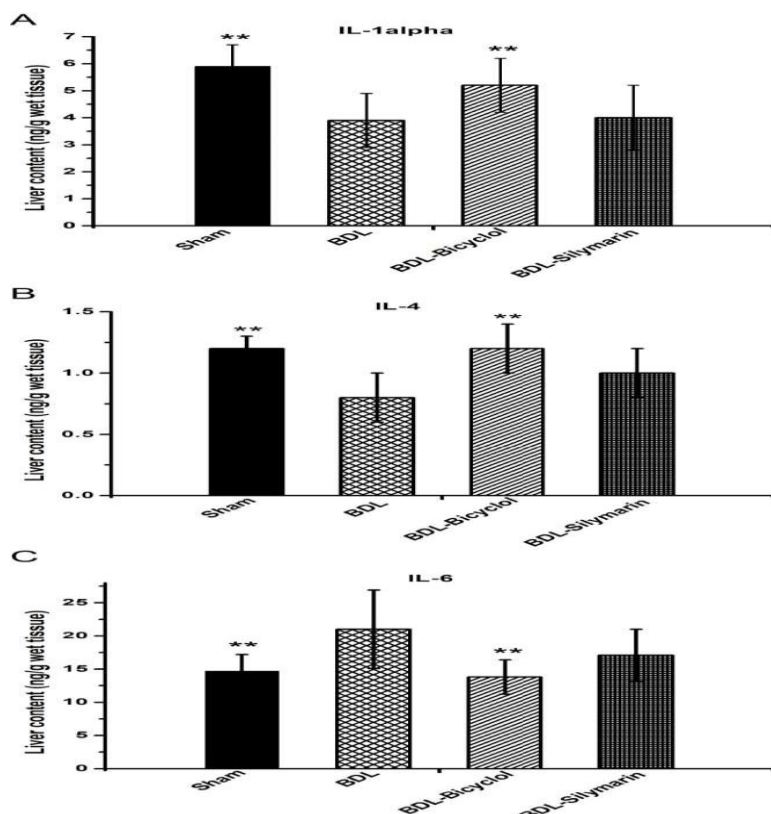 A
IL-1alpha
Liver content (ng/g wet tissue)
7
6
5
4
3
2
1
0
**
**
Sham
BDL
BDL-Bicyclol
BDL-Silymarin
B
IL-4
Liver content (ng/g wet tissue)
1.5
1.0
0.5
0.0
**
**
Sham
BDL
BDL-Bicyclol
BDL-Silymarin
C
IL-6
Liver content (ng/g wet tissue)
25
20
15
10
5
0
**
**
Sham
BDL
BDL-Bicyclol
BDL-Silymarin